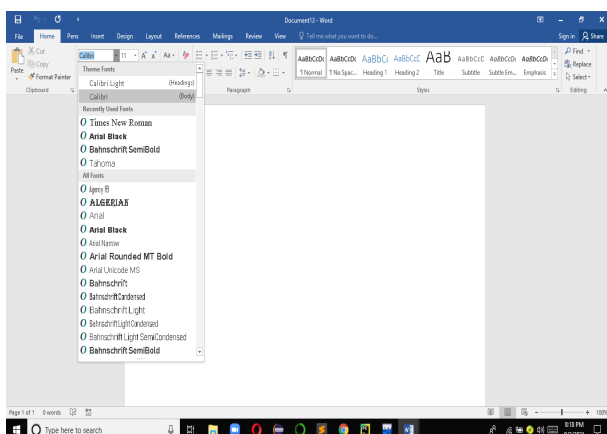 Document13 - Word
File Home Pens Insert Design Layout References Mailings Review View Tell me what you want to do... Sign in Share
Cut
Copy
Paste
Format Painter
Clipboard
Calibri 11
Paragraph
AaBbCcDc AaBbCcDc AaBbCc AaBbCcC AaB AaBbCcC AaBbCcDc AaBbCcDc
¶ Normal ¶ No Spac... Heading 1 Heading 2 Title Subtitle Subtle Em... Emphasis
Styles
Find
Replace
Select
Editing
Theme Fonts
Calibri Light (Headings)
Calibri (Body)
Recently Used Fonts
Times New Roman
Arial Black
Bahnschrift SemiBold
Tahoma
All Fonts
Agency FB
ALGERIAN
Arial
Arial Black
Arial Narrow
Arial Rounded MT Bold
Arial Unicode MS
Bahnschrift
Bahnschrift Condensed
Bahnschrift Light
Bahnschrift Light Condensed
Bahnschrift Light SemiCondensed
Bahnschrift SemiBold
Page 1 of 1 0 words 100%
Type here to search
8:18 PM